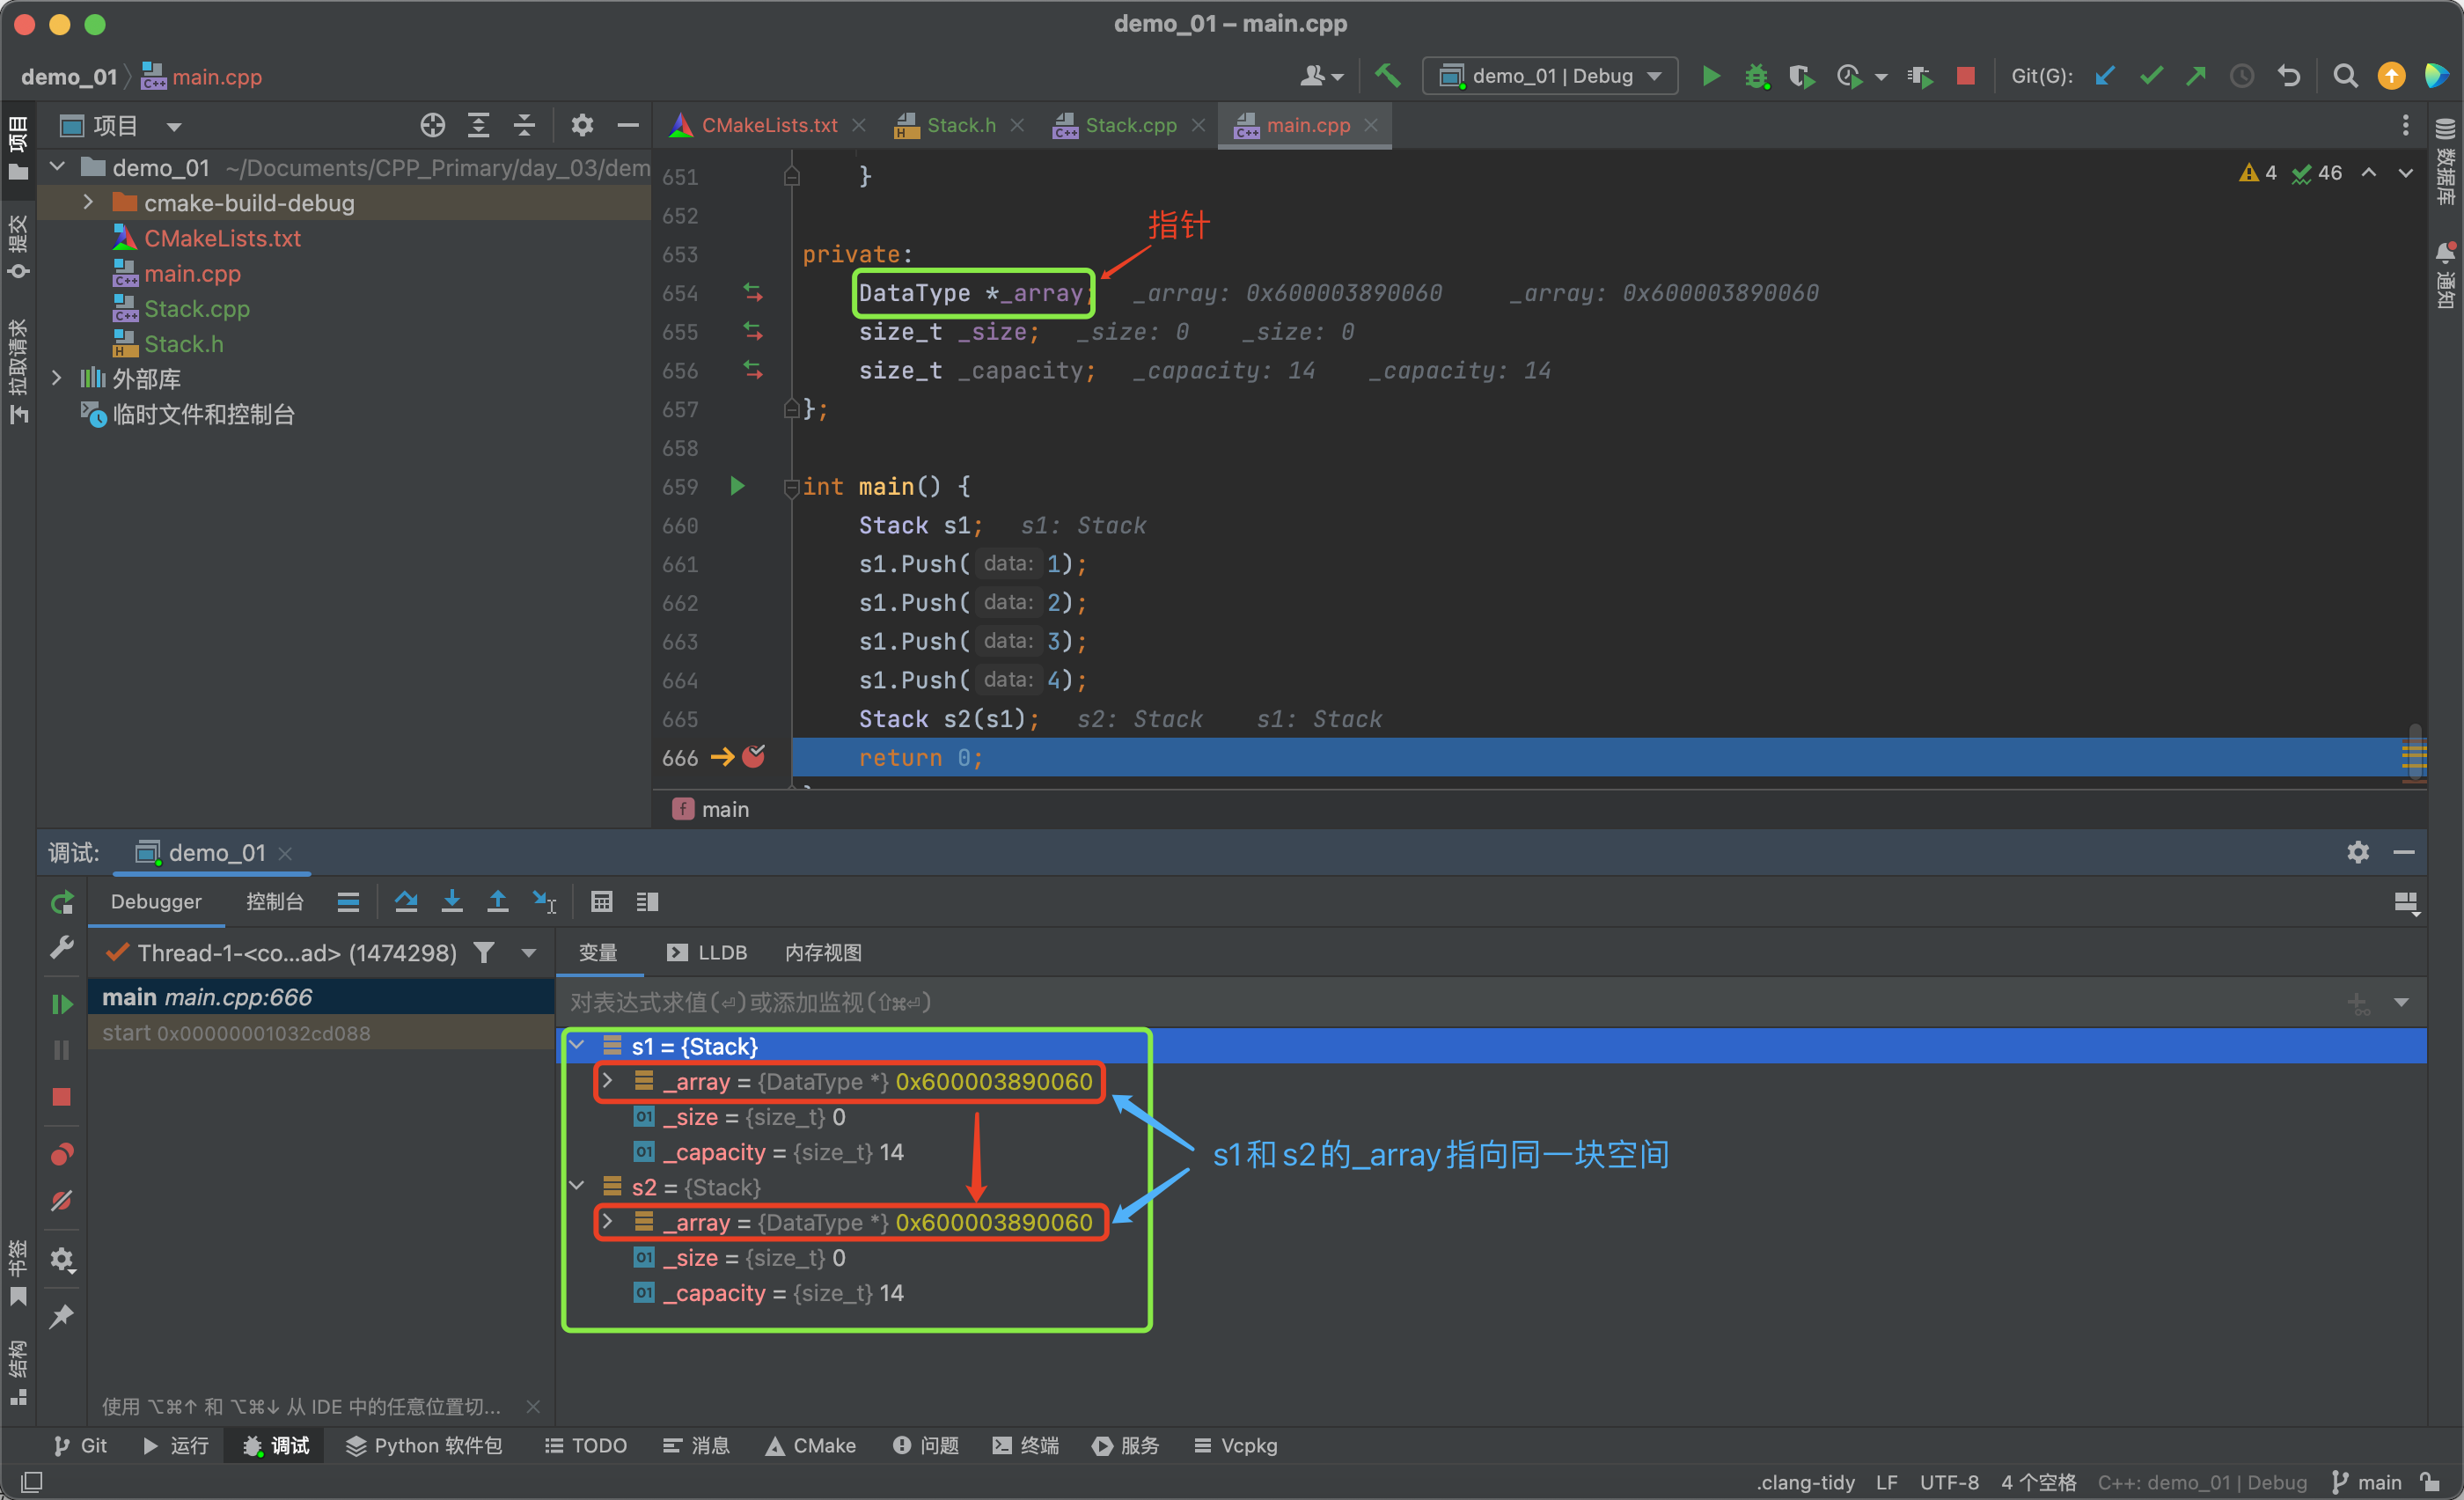 demo_01 – main.cpp
demo_01 main.cpp
demo_01 | Debug
Git(G):
项目
CMakeLists.txt
Stack.h
Stack.cpp
main.cpp
项目
提交
拉取请求
书签
结构
数据库
通知
demo_01 ~/Documents/CPP_Primary/day_03/dem
cmake-build-debug
CMakeLists.txt
main.cpp
Stack.cpp
Stack.h
外部库
临时文件和控制台
4 46
651 }
652
指针
653 private:
654 DataType *_array; _array: 0x600003890060 _array: 0x600003890060
655 size_t _size; _size: 0 _size: 0
656 size_t _capacity; _capacity: 14 _capacity: 14
657 };
658
659 int main() {
660 Stack s1; s1: Stack
661 s1.Push( data: 1);
662 s1.Push( data: 2);
663 s1.Push( data: 3);
664 s1.Push( data: 4);
665 Stack s2(s1); s2: Stack s1: Stack
666 return 0;
f main
调试: demo_01
Debugger 控制台
Thread-1-<co...ad> (1474298)
变量 LLDB 内存视图
main main.cpp:666
start 0x00000001032cd088
对表达式求值(⏎)或添加监视(⇧⌘⏎)
s1 = {Stack}
_array = {DataType *} 0x600003890060
01 _size = {size_t} 0
01 _capacity = {size_t} 14
s1和s2的_array指向同一块空间
s2 = {Stack}
_array = {DataType *} 0x600003890060
01 _size = {size_t} 0
01 _capacity = {size_t} 14
使用 ⌥⌘↑ 和 ⌥⌘↓ 从 IDE 中的任意位置切...
Git 运行 调试 Python 软件包 TODO 消息 CMake 问题 终端 服务 Vcpkg
.clang-tidy LF UTF-8 4 个空格 C++: demo_01 | Debug main